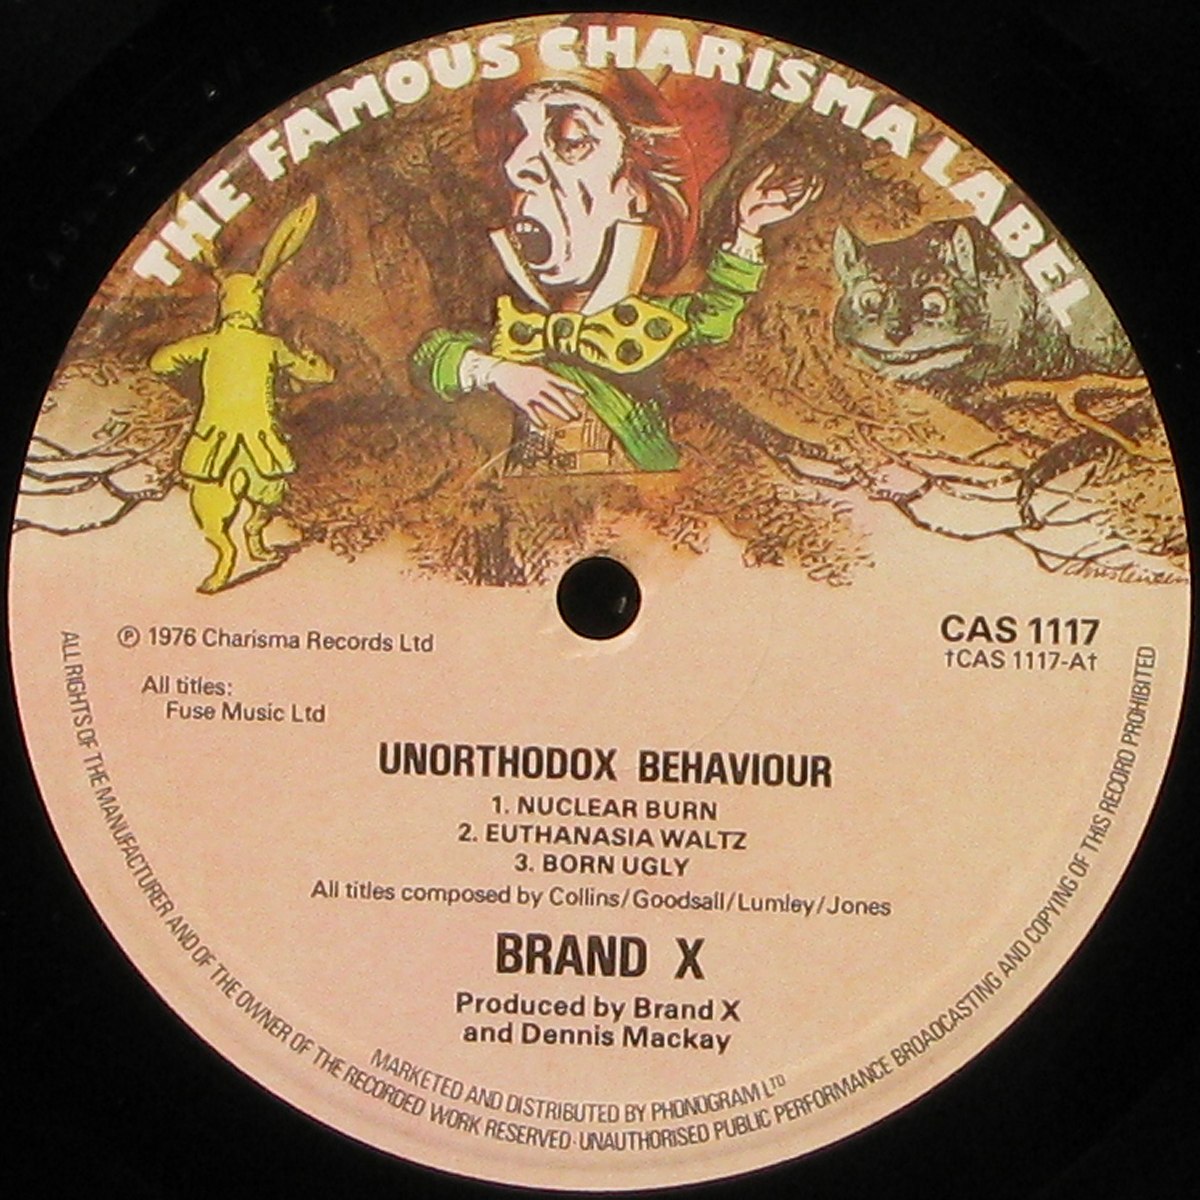 THE FAMOUS CHARISMA LABEL
Christensen
℗ 1976 Charisma Records Ltd
CAS 1117
†CAS 1117-A†
All titles:
Fuse Music Ltd
UNORTHODOX BEHAVIOUR
1. NUCLEAR BURN
2. EUTHANASIA WALTZ
3. BORN UGLY
All titles composed by Collins/Goodsall/Lumley/Jones
BRAND X
Produced by Brand X
and Dennis Mackay
MARKETED AND DISTRIBUTED BY PHONOGRAM LTD
ALL RIGHTS OF THE MANUFACTURER AND OF THE OWNER OF THE RECORDED WORK RESERVED·UNAUTHORISED PUBLIC PERFORMANCE BROADCASTING AND COPYING OF THIS RECORD PROHIBITED